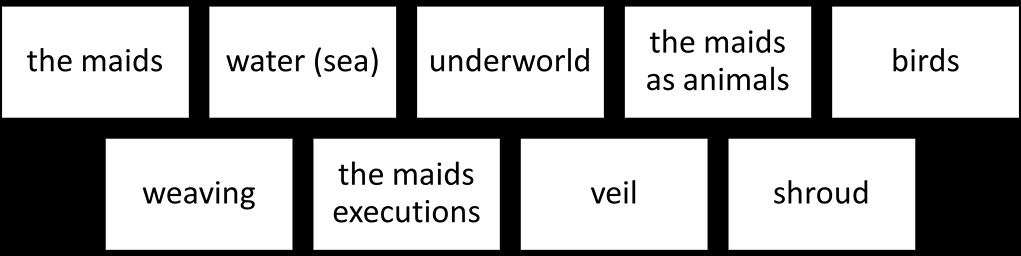 the maids
water (sea)
underworld
the maids
as animals
birds
weaving
the maids
executions
veil
shroud